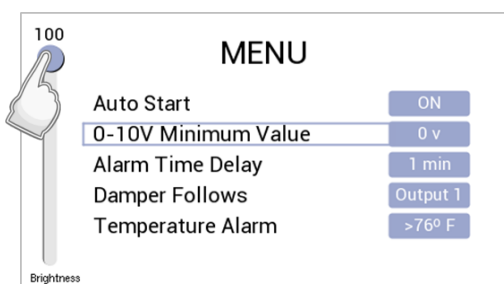 100
MENU
Auto Start ON
0-10V Minimum Value 0 v
Alarm Time Delay 1 min
Damper Follows Output 1
Temperature Alarm >76º F
Brightness